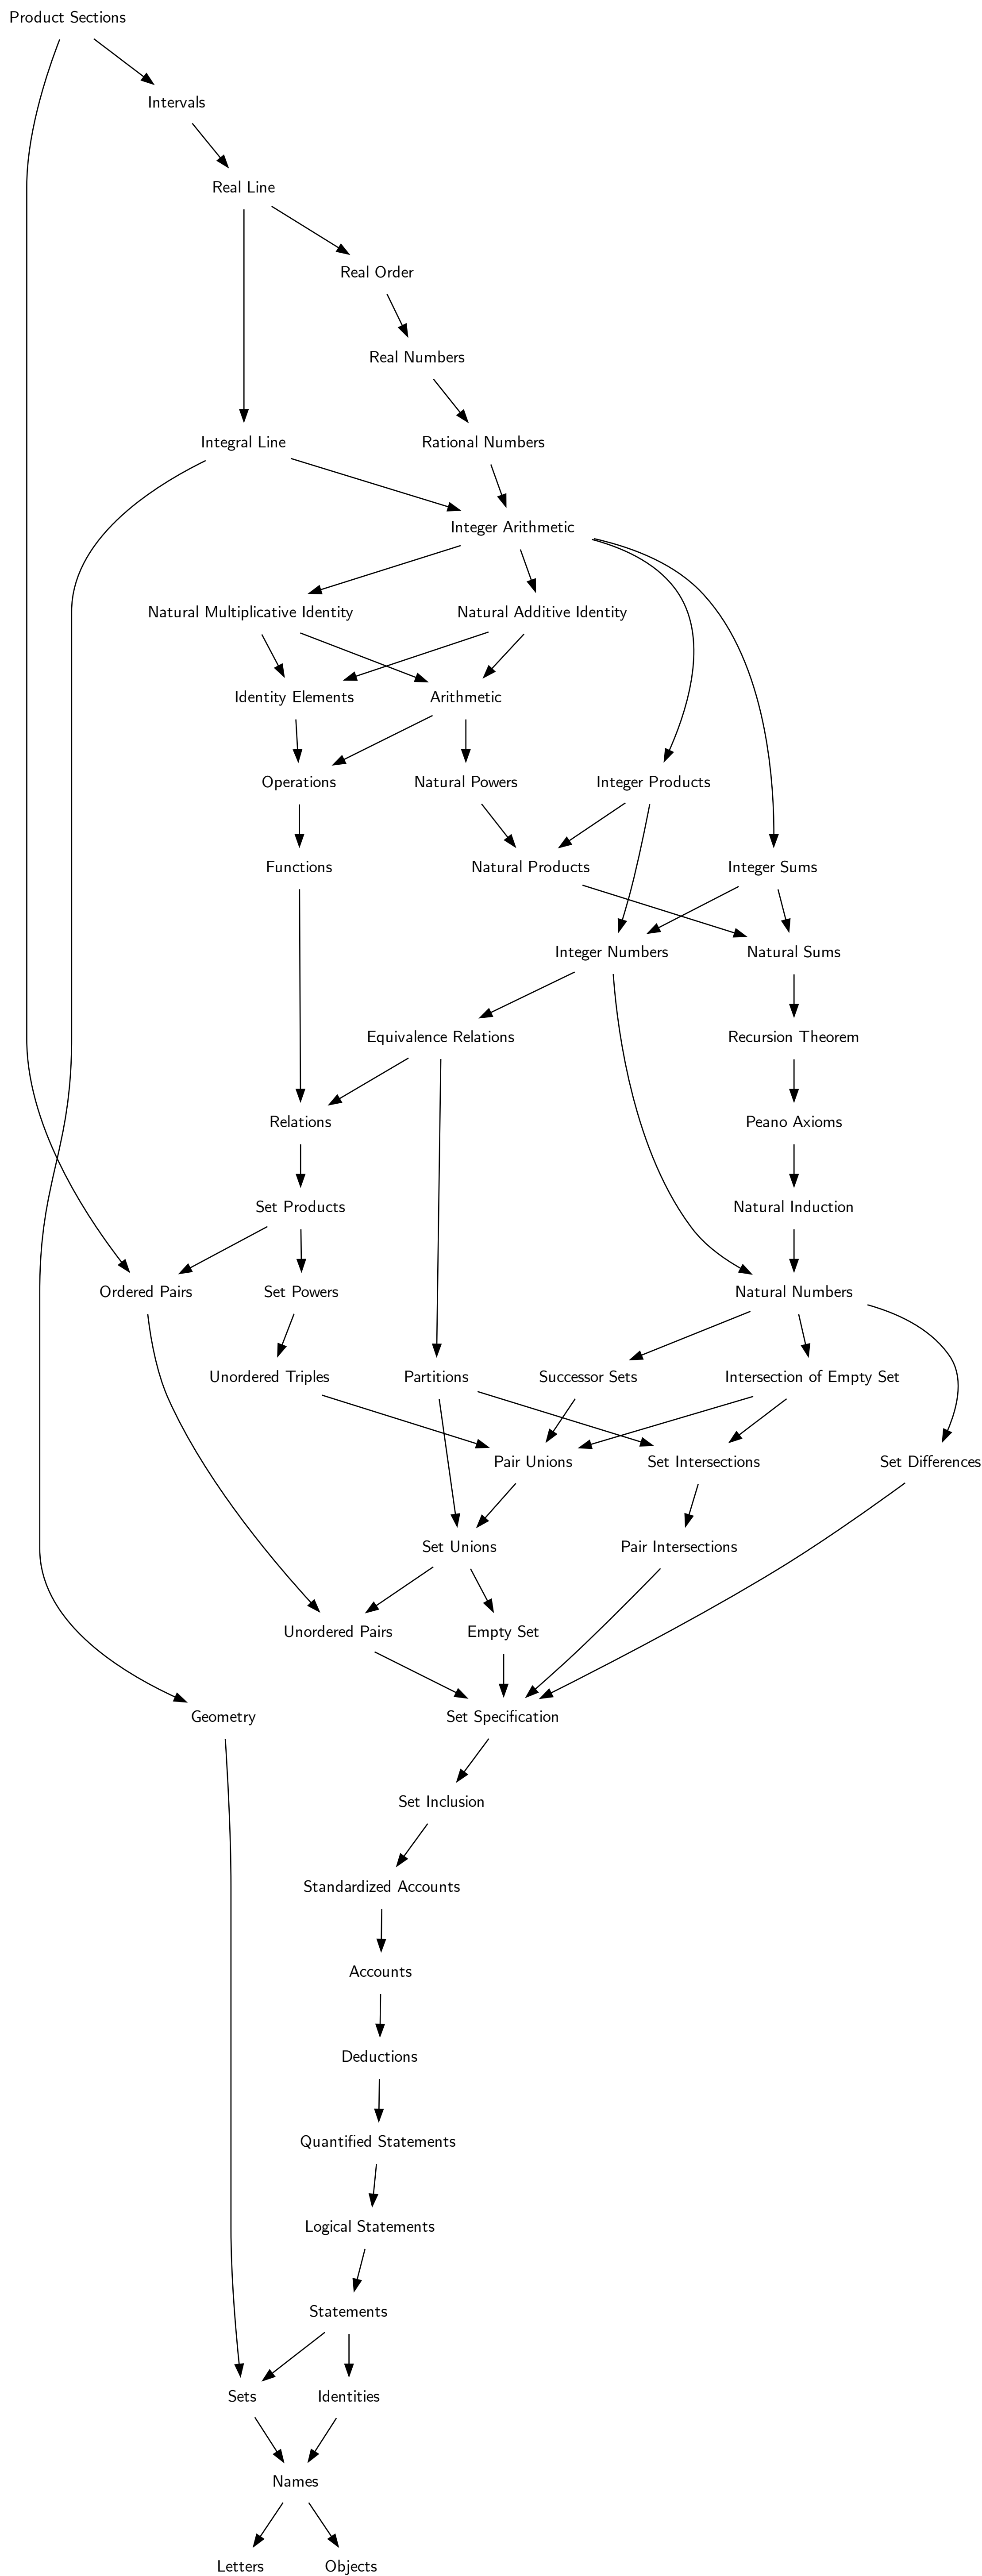 Product Sections
Intervals
Real Line
Real Order
Real Numbers
Integral Line
Rational Numbers
Integer Arithmetic
Natural Multiplicative Identity
Natural Additive Identity
Identity Elements
Arithmetic
Operations
Natural Powers
Integer Products
Functions
Natural Products
Integer Sums
Integer Numbers
Natural Sums
Equivalence Relations
Recursion Theorem
Relations
Peano Axioms
Set Products
Natural Induction
Ordered Pairs
Set Powers
Natural Numbers
Unordered Triples
Partitions
Successor Sets
Intersection of Empty Set
Pair Unions
Set Intersections
Set Differences
Set Unions
Pair Intersections
Unordered Pairs
Empty Set
Geometry
Set Specification
Set Inclusion
Standardized Accounts
Accounts
Deductions
Quantified Statements
Logical Statements
Statements
Sets
Identities
Names
Letters
Objects